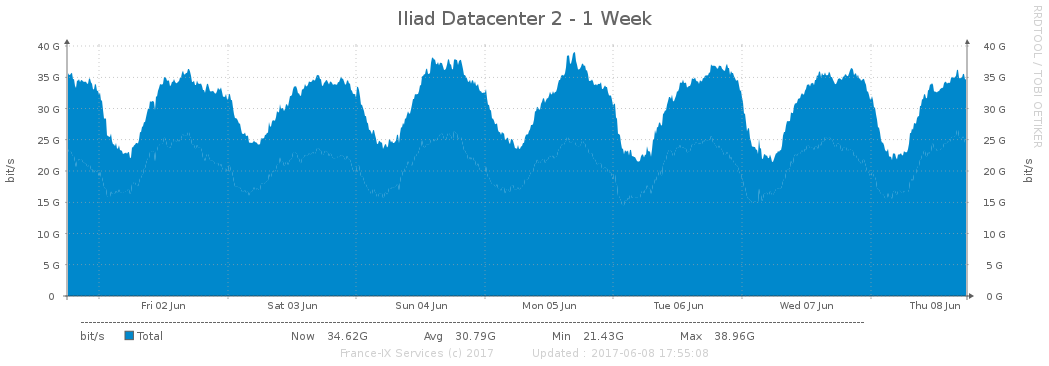 Iliad Datacenter 2 - 1 Week
RRDTOOL / TOBI OETIKER
bit/s
40 G
35 G
30 G
25 G
20 G
15 G
10 G
5 G
0
40 G
35 G
30 G
25 G
20 G
15 G
10 G
5 G
0 G
bit/s
Fri 02 Jun Sat 03 Jun Sun 04 Jun Mon 05 Jun Tue 06 Jun Wed 07 Jun Thu 08 Jun
bit/s Total Now 34.62G Avg 30.79G Min 21.43G Max 38.96G
France-IX Services (c) 2017 Updated : 2017-06-08 17:55:08